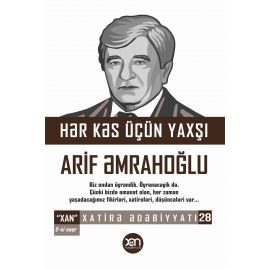 HƏR KƏS ÜÇÜN YAXŞI
ARİF ƏMRAHOĞLU
Biz ondan öyrəndik. Öyrənəcəyik də.
Çünki bizdə əmanət olan, hər zaman
yaşadacağımız fikirləri, xatirələri, düşüncələri var...
"XAN" XATİRƏ ƏDƏBİYYATI 28
2-ci nəşr
xan